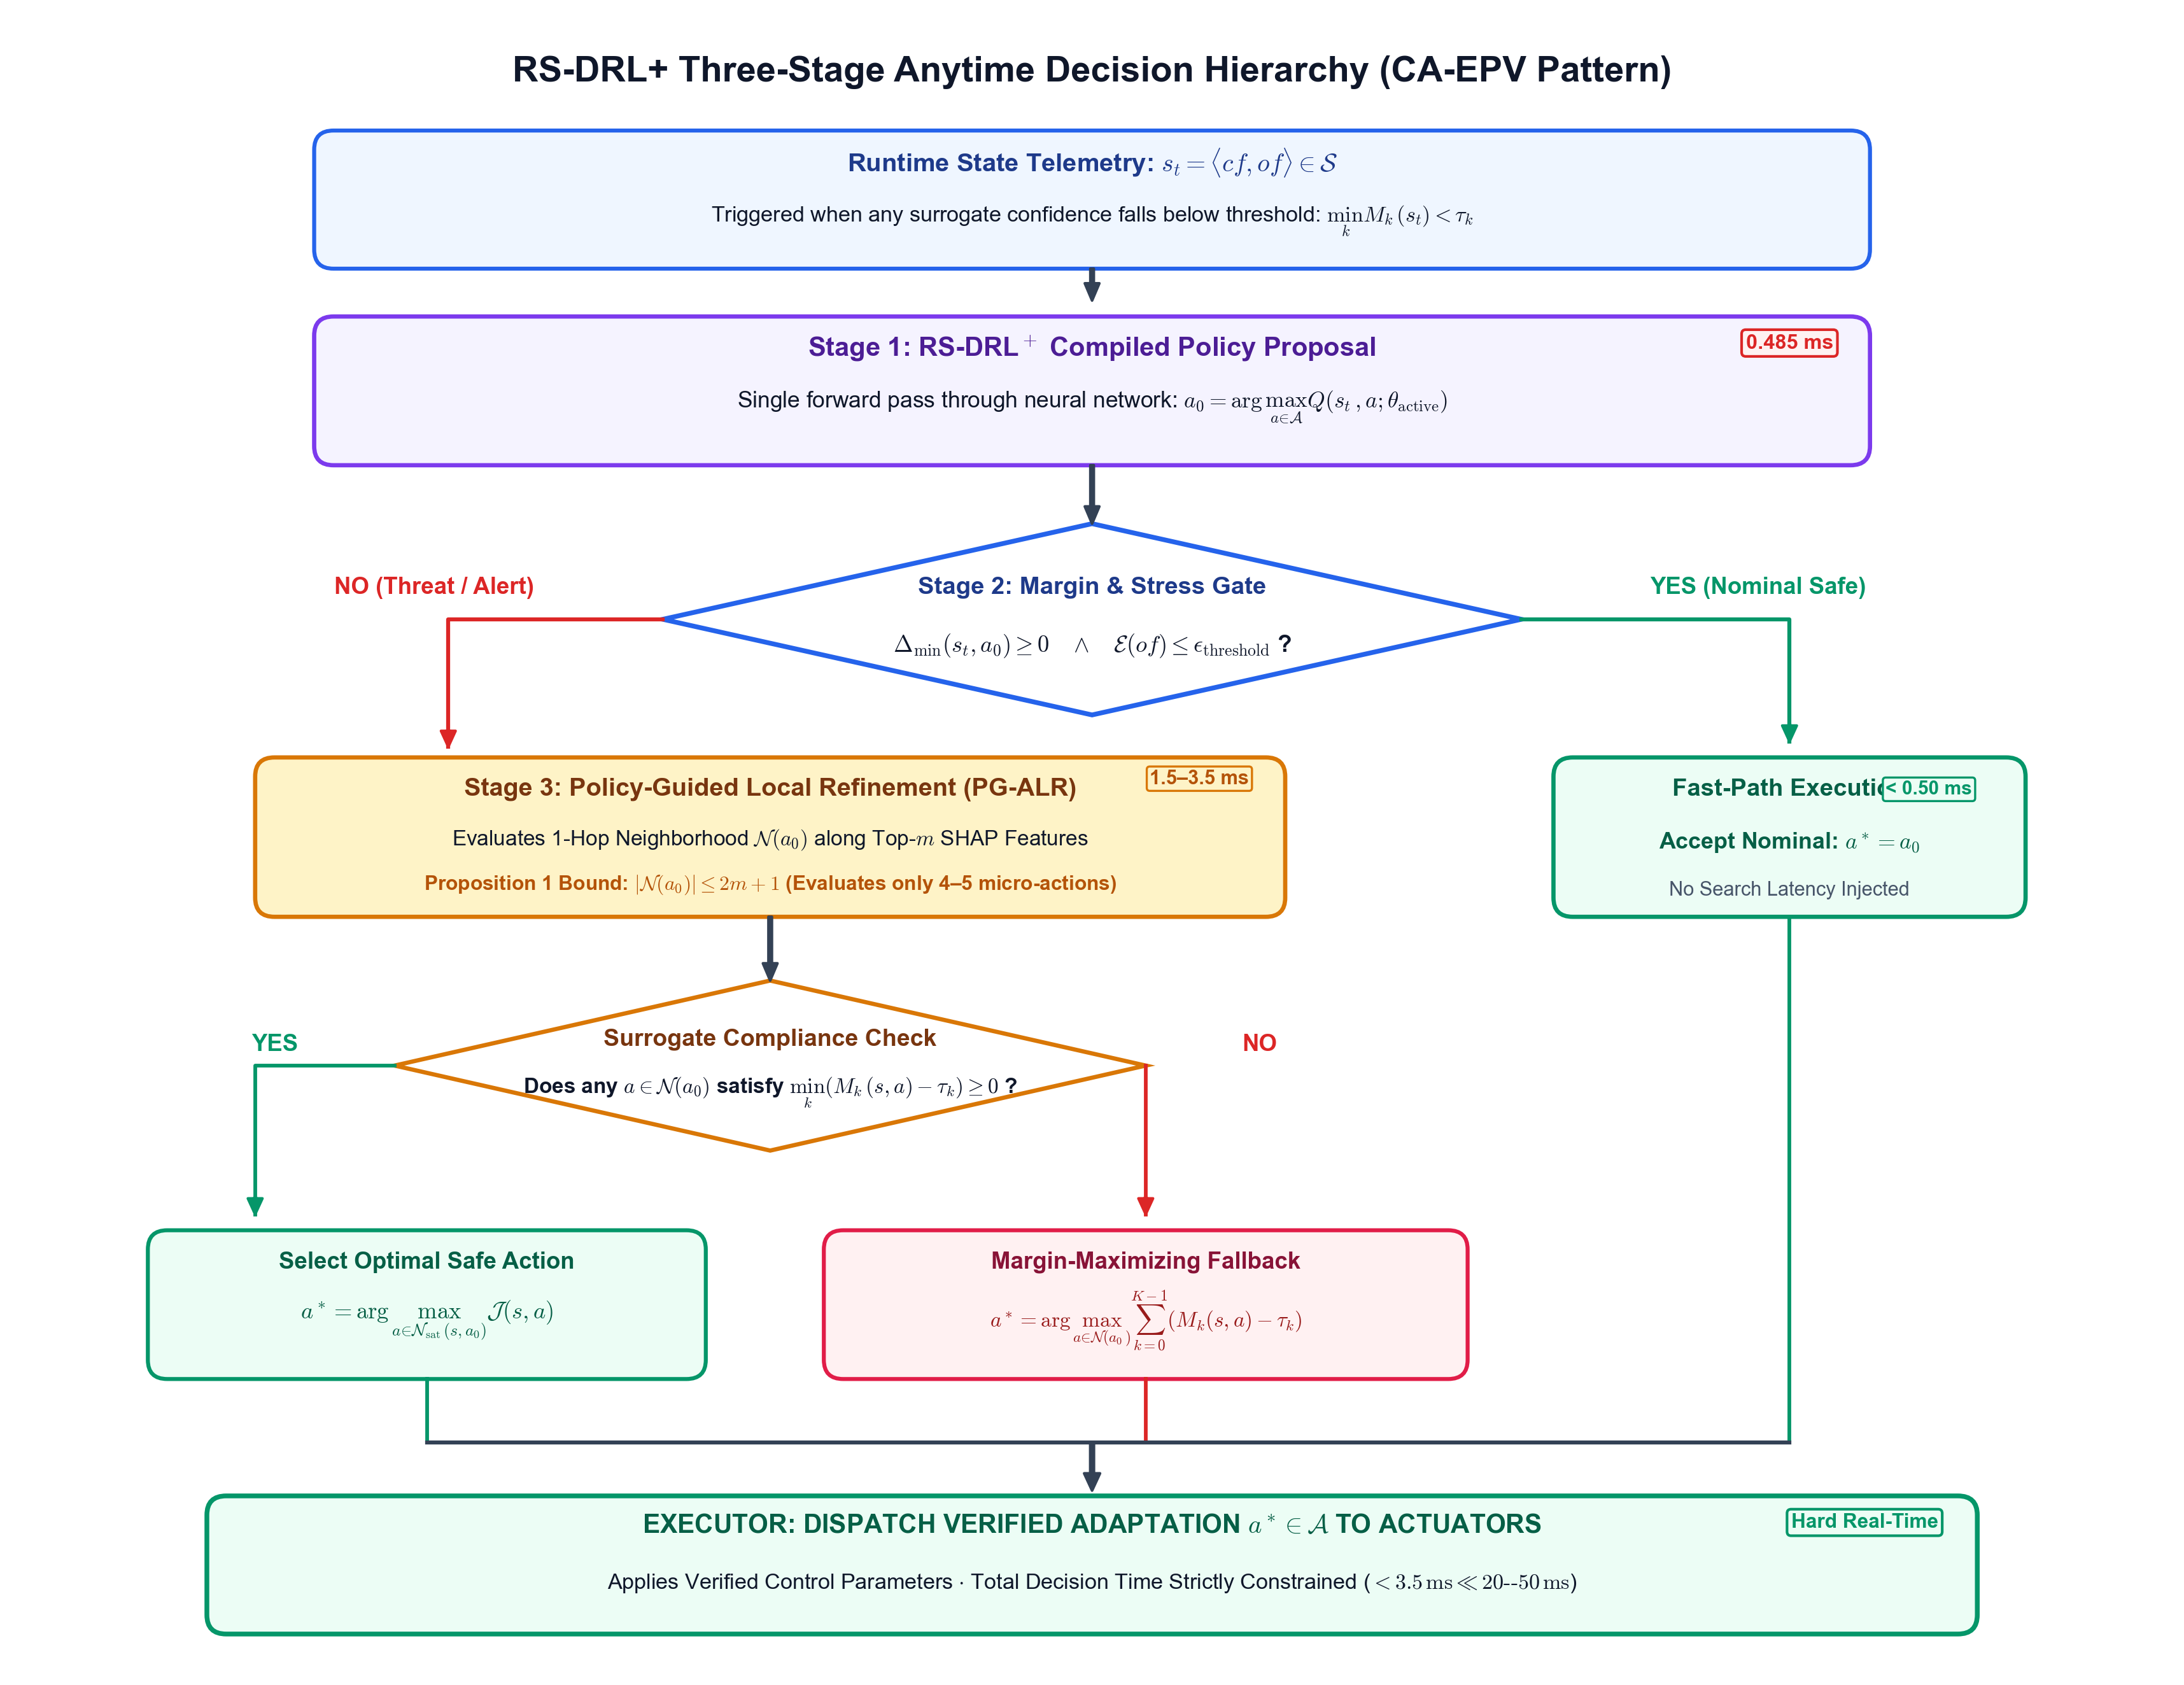 RS-DRL+ Three-Stage Anytime Decision Hierarchy (CA-EPV Pattern)
Runtime State Telemetry: s_t = ⟨cf, of⟩ ∈ 𝒮
Triggered when any surrogate confidence falls below threshold: min_k M_k(s_t) < τ_k
Stage 1: RS-DRL⁺ Compiled Policy Proposal
0.485 ms
Single forward pass through neural network: a_0 = arg max_{a∈𝒜} Q(s_t, a; θ_active)
NO (Threat / Alert)
Stage 2: Margin & Stress Gate
YES (Nominal Safe)
Δ_min(s_t, a_0) ≥ 0 ∧ ℰ(of) ≤ ϵ_threshold ?
Stage 3: Policy-Guided Local Refinement (PG-ALR)
1.5–3.5 ms
Evaluates 1-Hop Neighborhood 𝒩(a_0) along Top-m SHAP Features
Proposition 1 Bound: |𝒩(a_0)| ≤ 2m + 1 (Evaluates only 4–5 micro-actions)
Fast-Path Executio
< 0.50 ms
Accept Nominal: a* = a_0
No Search Latency Injected
YES
Surrogate Compliance Check
NO
Does any a ∈ 𝒩(a_0) satisfy min_k (M_k(s, a) − τ_k) ≥ 0 ?
Select Optimal Safe Action
a* = arg max_{a∈𝒩_sat(s, a_0)} 𝒥(s, a)
Margin-Maximizing Fallback
a* = arg max_{a∈𝒩(a_0)} ∑_{k=0}^{K−1} (M_k(s, a) − τ_k)
EXECUTOR: DISPATCH VERIFIED ADAPTATION a* ∈ 𝒜 TO ACTUATORS
Hard Real-Time
Applies Verified Control Parameters · Total Decision Time Strictly Constrained (< 3.5 ms ≪ 20--50 ms)